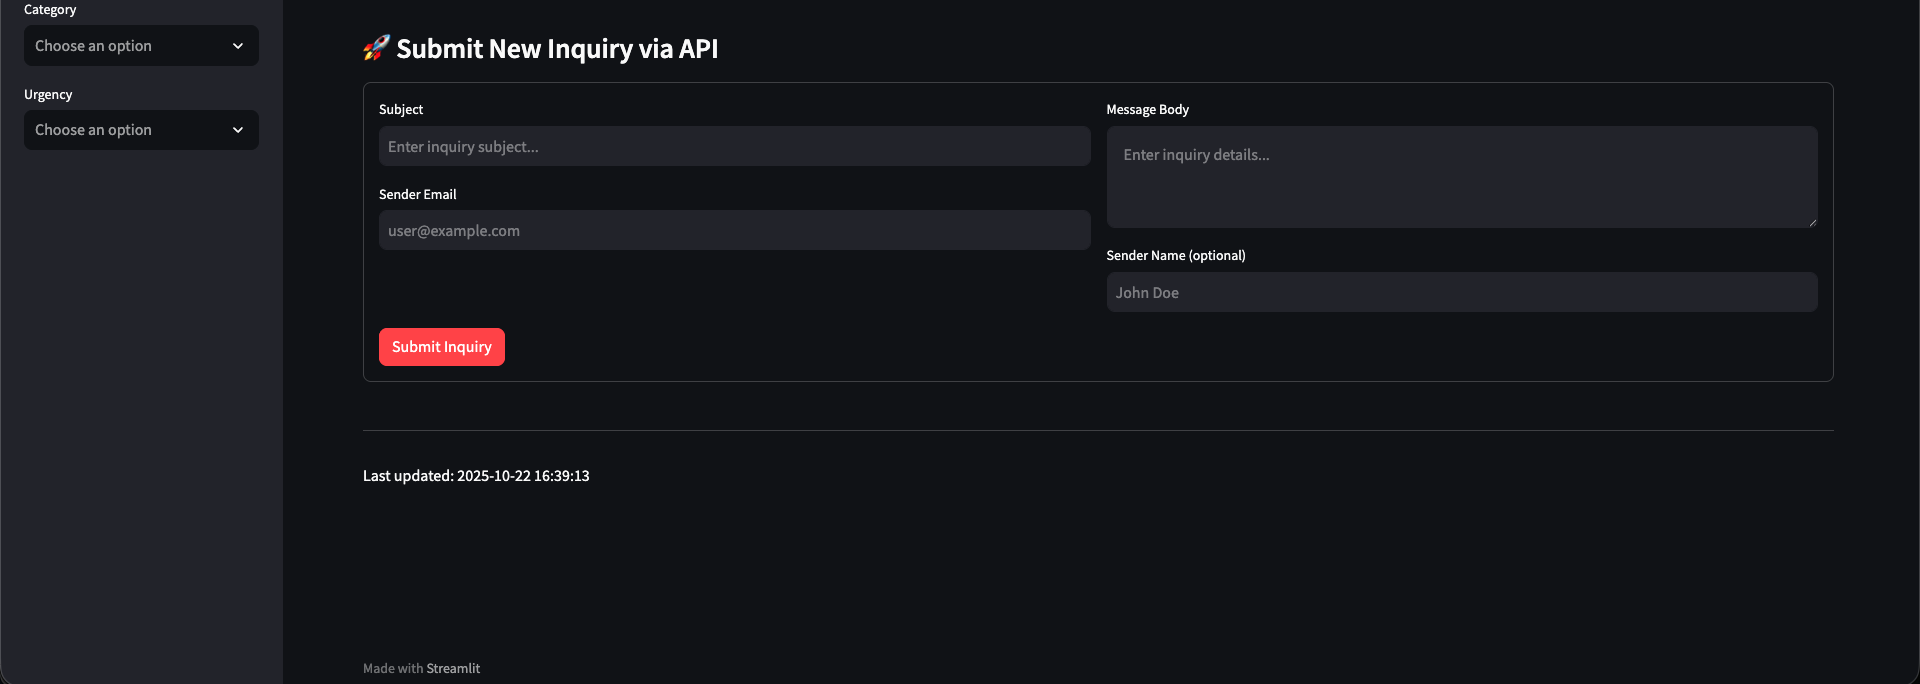 Category
Choose an option
Urgency
Choose an option
🚀 Submit New Inquiry via API
Subject
Enter inquiry subject...
Sender Email
user@example.com
Message Body
Enter inquiry details...
Sender Name (optional)
John Doe
Submit Inquiry
Last updated: 2025-10-22 16:39:13
Made with Streamlit